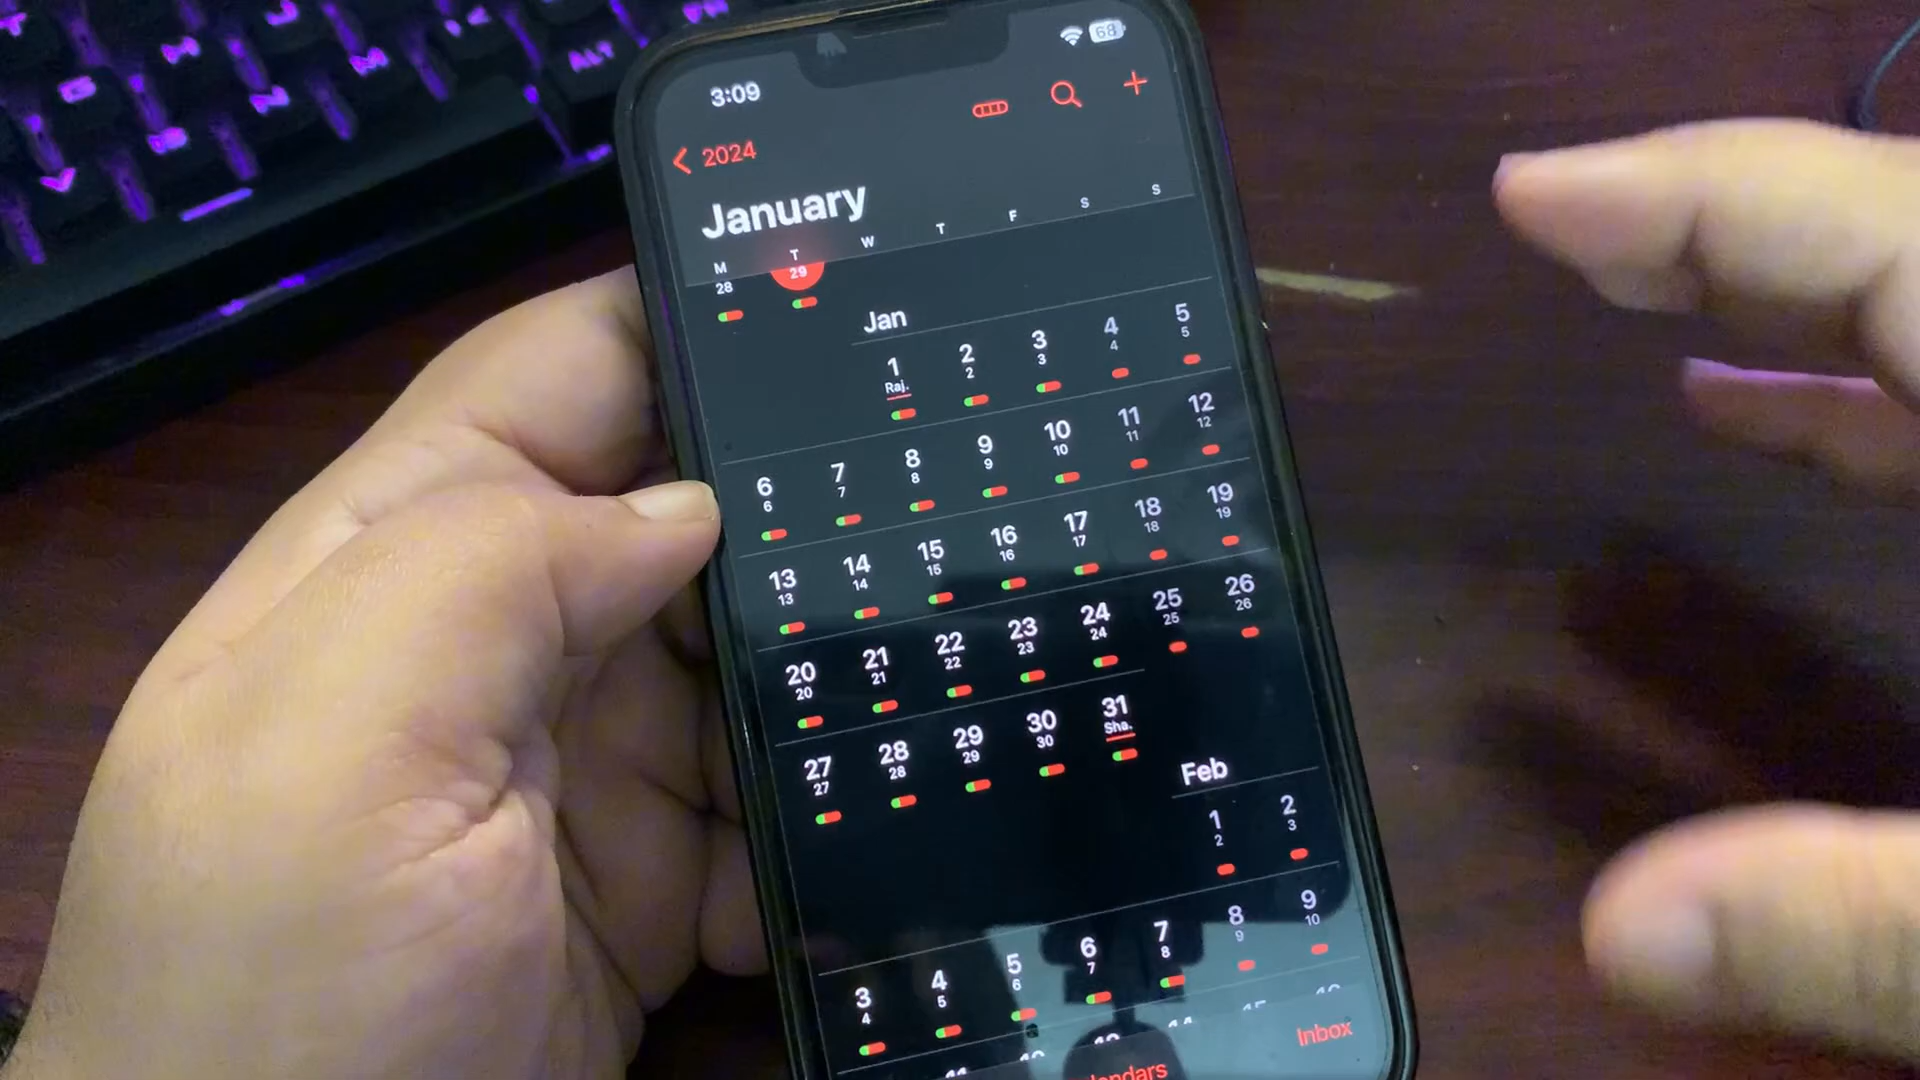 3:09
68
2024
January
M T W T F S S
28 29
Jan
1 2 3 4 5
Raj. 2 3 4 5
6 7 8 9 10 11 12
6 7 8 9 10 11 12
13 14 15 16 17 18 19
13 14 15 16 17 18 19
20 21 22 23 24 25 26
20 21 22 23 24 25 26
27 28 29 30 31
27 28 29 30 Sha.
Feb
1 2
2 3
3 4 5 6 7 8 9
4 5 6 7 8 9 10
Inbox
ALT